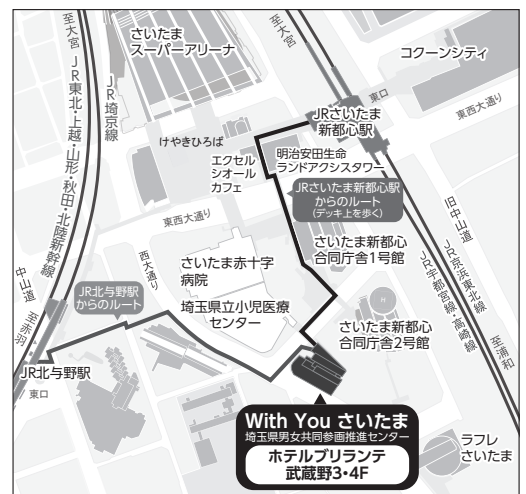 さいたま
スーパーアリーナ
至大宮
至大宮
コクーンシティ
JR東北・上越・山形・秋田・北陸新幹線
JR埼京線
東口
JRさいたま
新都心駅
東西大通り
けやきひろば
エクセル
シオール
カフェ
明治安田生命
ランドアクシスタワー
JRさいたま新都心駅
からのルート
(デッキ上を歩く)
東西大通り
西大通り
さいたま新都心
合同庁舎1号館
旧中山道
さいたま赤十字
病院
JR京浜東北線
JR宇都宮線・高崎線
中山道
至赤羽
JR北与野駅
からのルート
埼玉県立小児医療
センター
H
さいたま新都心
合同庁舎2号館
至浦和
JR北与野駅
東口
With You さいたま
埼玉県男女共同参画推進センター
ホテルブリランテ
武蔵野3・4F
ラフレ
さいたま